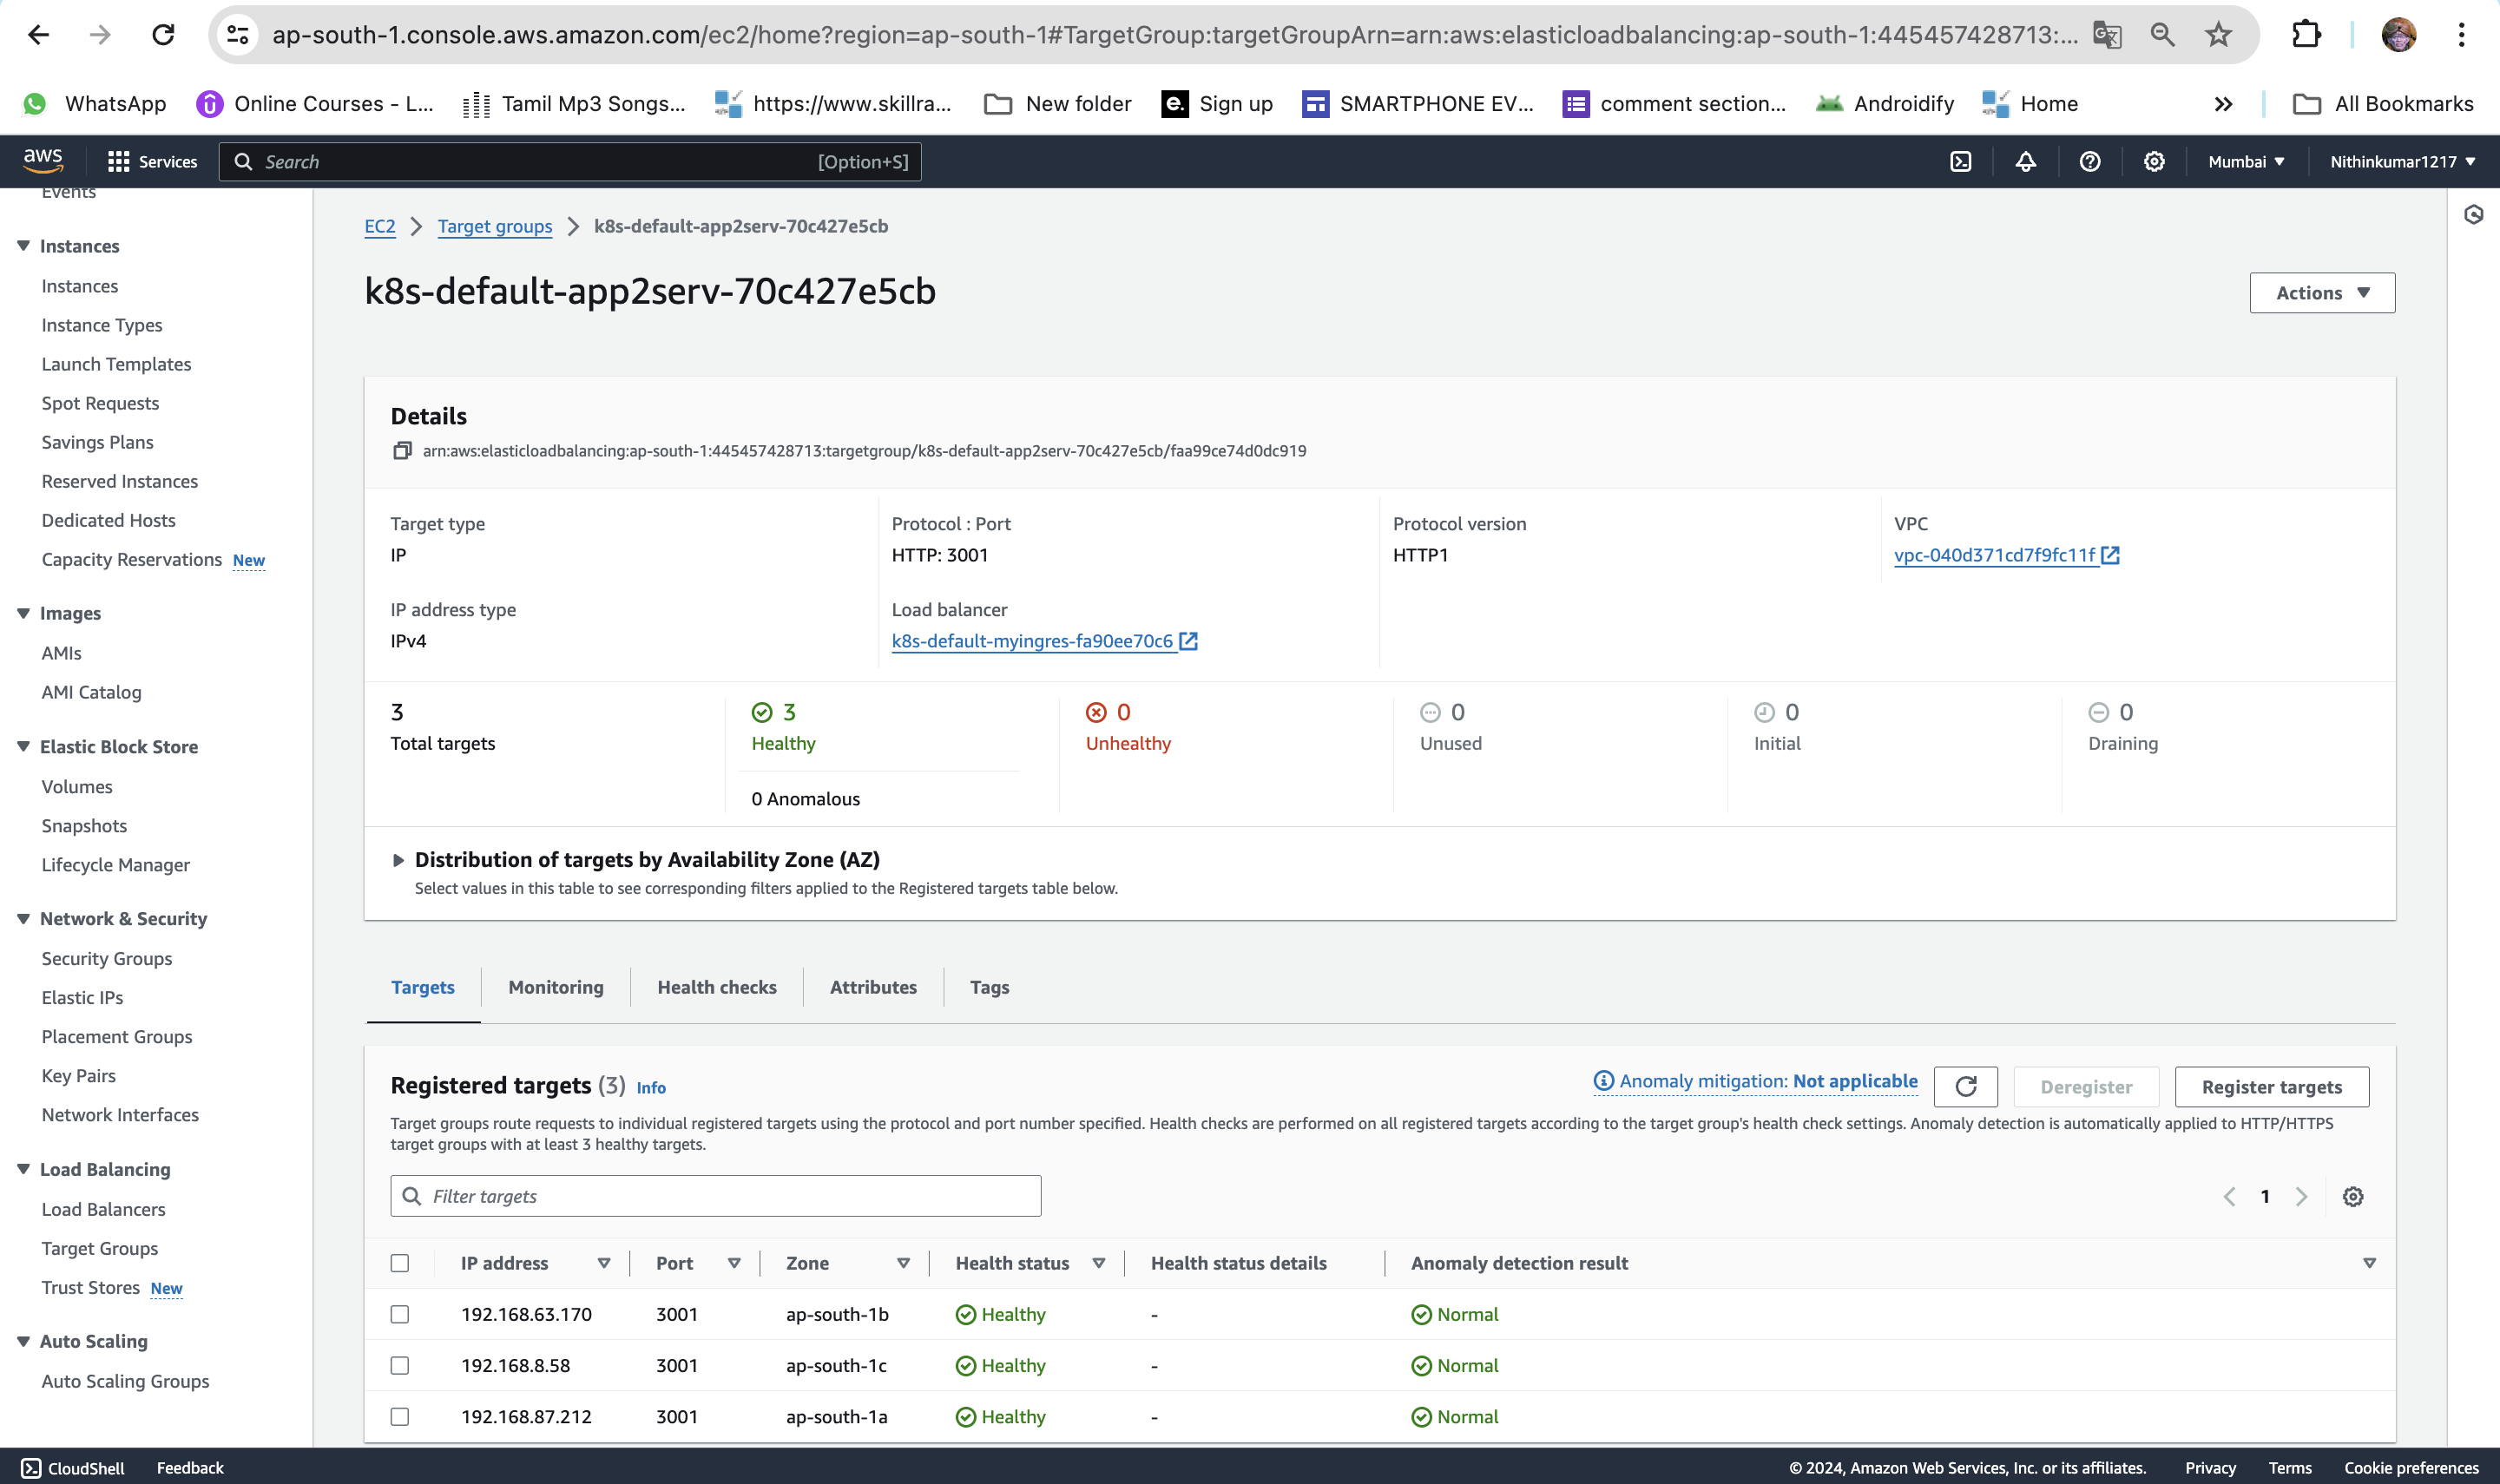 ap-south-1.console.aws.amazon.com/ec2/home?region=ap-south-1#TargetGroup:targetGroupArn=arn:aws:elasticloadbalancing:ap-south-1:445457428713:...
WhatsApp Online Courses - L... Tamil Mp3 Songs... https://www.skillra... New folder e. Sign up SMARTPHONE EV... comment section... Androidify Home » All Bookmarks
aws Services Search [Option+S] Mumbai Nithinkumar1217
Events
Instances
Instances
Instance Types
Launch Templates
Spot Requests
Savings Plans
Reserved Instances
Dedicated Hosts
Capacity Reservations New
Images
AMIs
AMI Catalog
Elastic Block Store
Volumes
Snapshots
Lifecycle Manager
Network & Security
Security Groups
Elastic IPs
Placement Groups
Key Pairs
Network Interfaces
Load Balancing
Load Balancers
Target Groups
Trust Stores New
Auto Scaling
Auto Scaling Groups
EC2 > Target groups > k8s-default-app2serv-70c427e5cb
k8s-default-app2serv-70c427e5cb
Actions
Details
arn:aws:elasticloadbalancing:ap-south-1:445457428713:targetgroup/k8s-default-app2serv-70c427e5cb/faa99ce74d0dc919
Target type Protocol : Port Protocol version VPC
IP HTTP: 3001 HTTP1 vpc-040d371cd7f9fc11f
IP address type Load balancer
IPv4 k8s-default-myingres-fa90ee70c6
3 3 0 0 0 0
Total targets Healthy Unhealthy Unused Initial Draining
0 Anomalous
Distribution of targets by Availability Zone (AZ)
Select values in this table to see corresponding filters applied to the Registered targets table below.
Targets Monitoring Health checks Attributes Tags
Registered targets (3) Info Anomaly mitigation: Not applicable Deregister Register targets
Target groups route requests to individual registered targets using the protocol and port number specified. Health checks are performed on all registered targets according to the target group's health check settings. Anomaly detection is automatically applied to HTTP/HTTPS
target groups with at least 3 healthy targets.
Filter targets 1
IP address Port Zone Health status Health status details Anomaly detection result
192.168.63.170 3001 ap-south-1b Healthy - Normal
192.168.8.58 3001 ap-south-1c Healthy - Normal
192.168.87.212 3001 ap-south-1a Healthy - Normal
CloudShell Feedback © 2024, Amazon Web Services, Inc. or its affiliates. Privacy Terms Cookie preferences